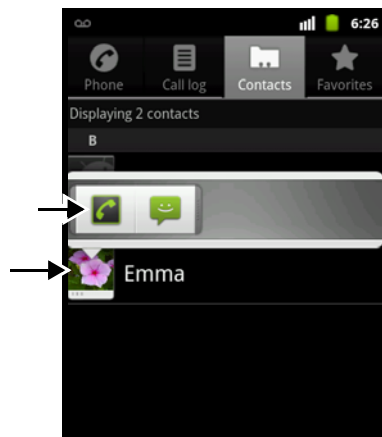 6:26
Phone Call log Contacts Favorites
Displaying 2 contacts
B
Emma